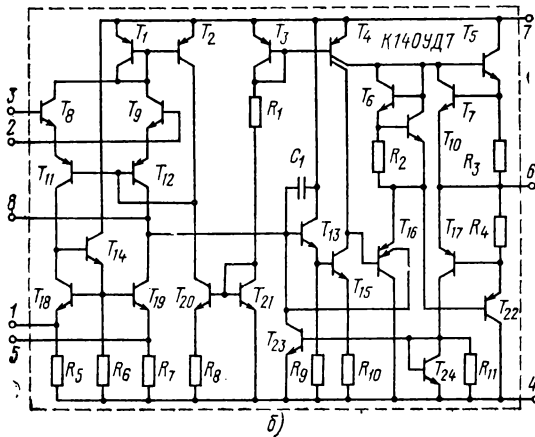 T1 T2 T3 T4 К140УД7 T5 7
3 T8 T9 R1 T6 T7
2 T10
C1 R2 R3
T11 T12 6
8 T13 T16 T17 R4
T14 T15
T18 T19 T20 T21 T22
1 T23
5 R5 R6 R7 R8 R9 R10 T24 R11 4
б)